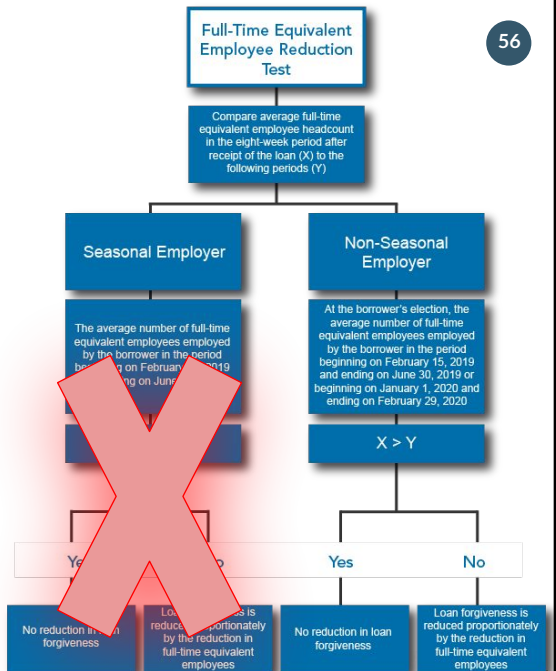 Full-Time Equivalent
Employee Reduction
Test
56
Compare average full-time
equivalent employee headcount
in the eight-week period after
receipt of the loan (X) to the
following periods (Y)
Seasonal Employer
Non-Seasonal
Employer
The average number of full-time
equivalent employees employed
by the borrower in the period
on February 2019
on June
At the borrower's election, the
average number of full-time
equivalent employees employed
by the borrower in the period
beginning on February 15, 2019
and ending on June 30, 2019 or
beginning on January 1, 2020 and
ending on February 29, 2020
X > Y
Yes
No
No reduction in
forgiveness
is
by the reduction in
full-time equivalent
employees
No reduction in loan
forgiveness
Loan forgiveness is
reduced proportionately
by the reduction in
full-time equivalent
employees